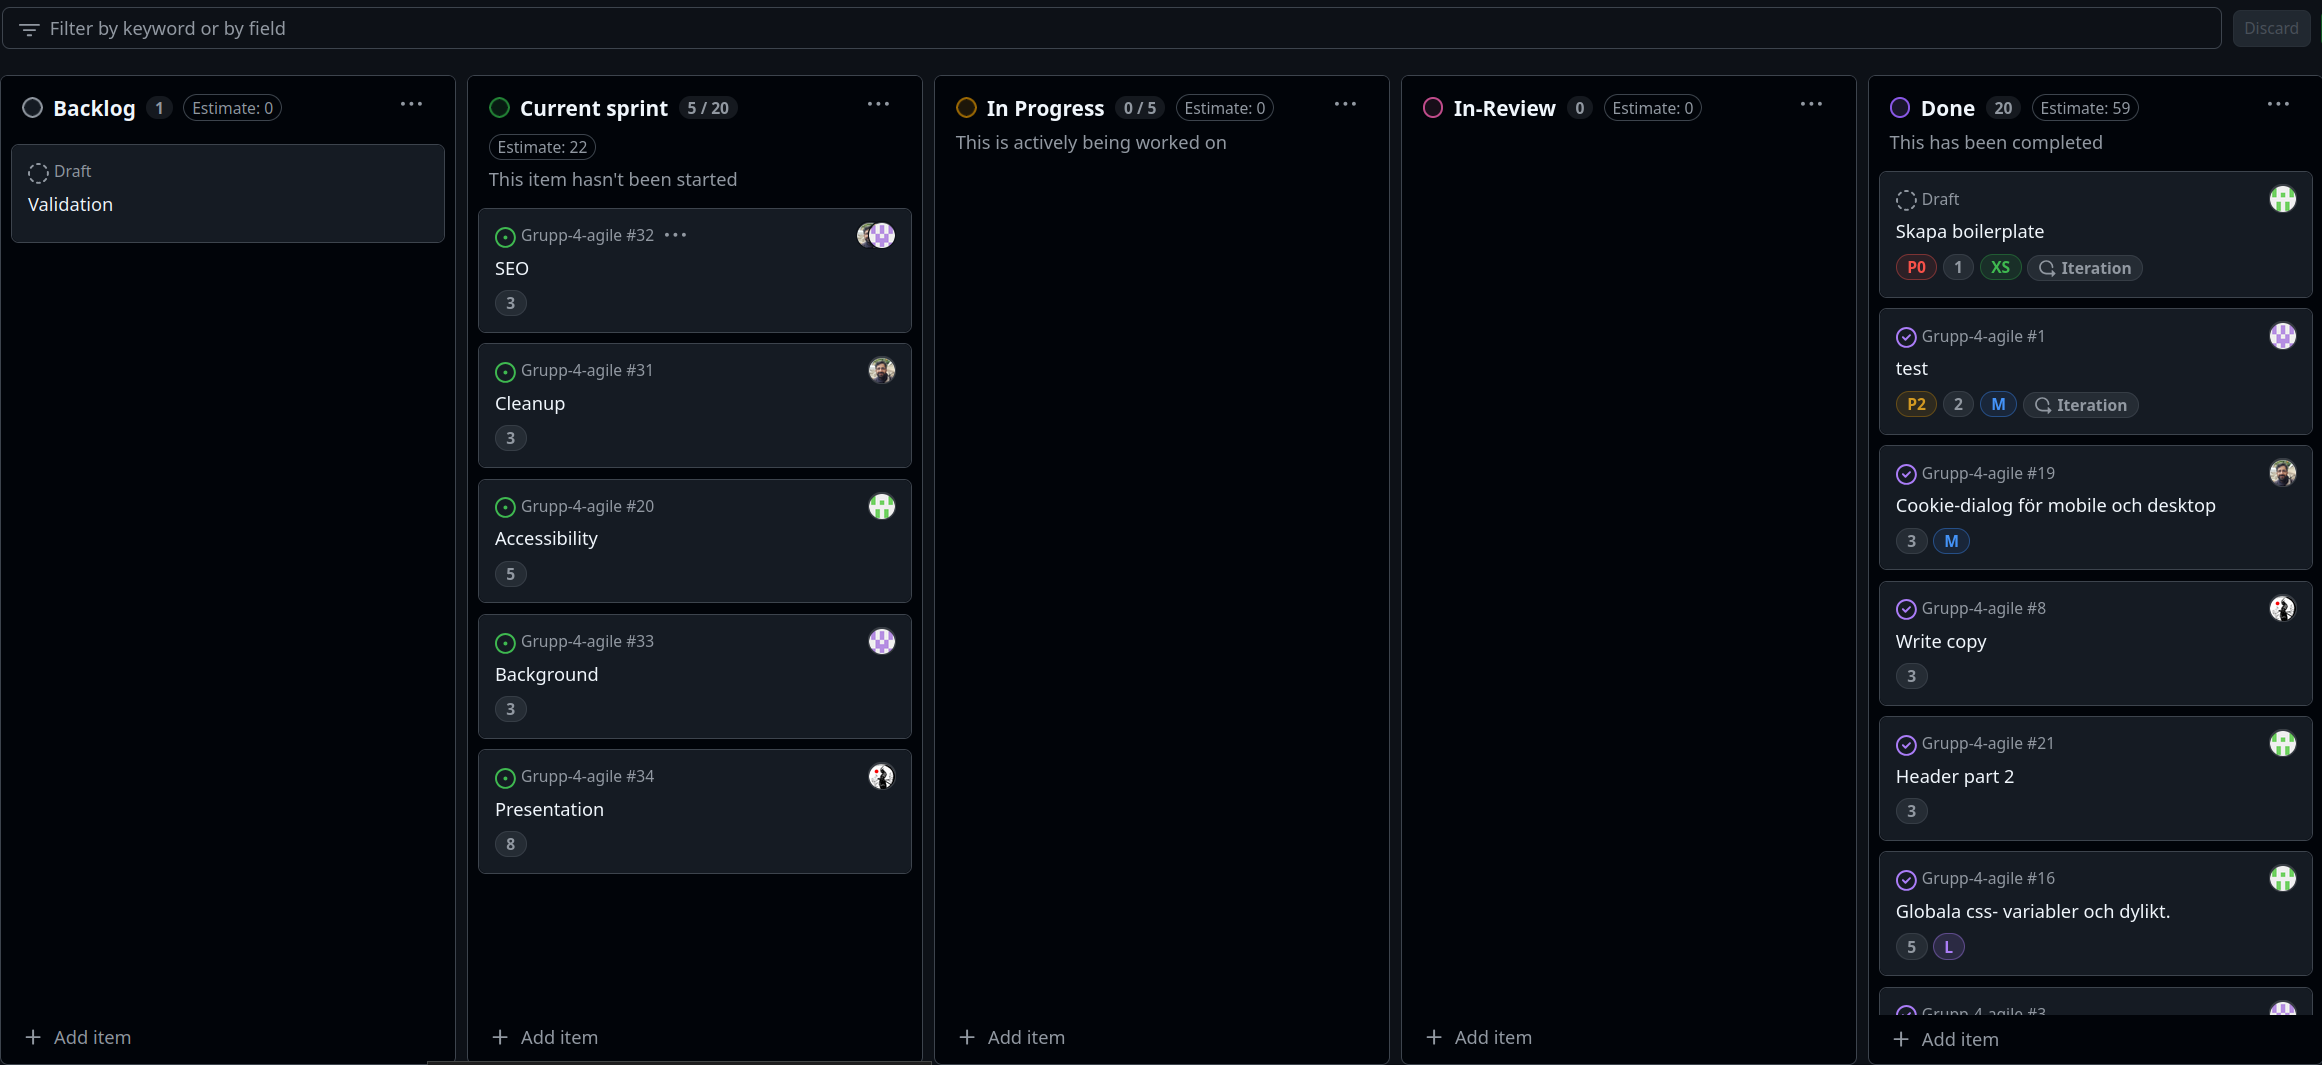 Filter by keyword or by field
Discard
Backlog 1 Estimate: 0
Draft
Validation
Add item
Current sprint 5 / 20
Estimate: 22
This item hasn't been started
Grupp-4-agile #32
SEO
3
Grupp-4-agile #31
Cleanup
3
Grupp-4-agile #20
Accessibility
5
Grupp-4-agile #33
Background
3
Grupp-4-agile #34
Presentation
8
Add item
In Progress 0 / 5 Estimate: 0
This is actively being worked on
Add item
In-Review 0 Estimate: 0
Add item
Done 20 Estimate: 59
This has been completed
Draft
Skapa boilerplate
P0 1 XS Iteration
Grupp-4-agile #1
test
P2 2 M Iteration
Grupp-4-agile #19
Cookie-dialog för mobile och desktop
3 M
Grupp-4-agile #8
Write copy
3
Grupp-4-agile #21
Header part 2
3
Grupp-4-agile #16
Globala css- variabler och dylikt.
5 L
Grupp-4-agile #3
Add item